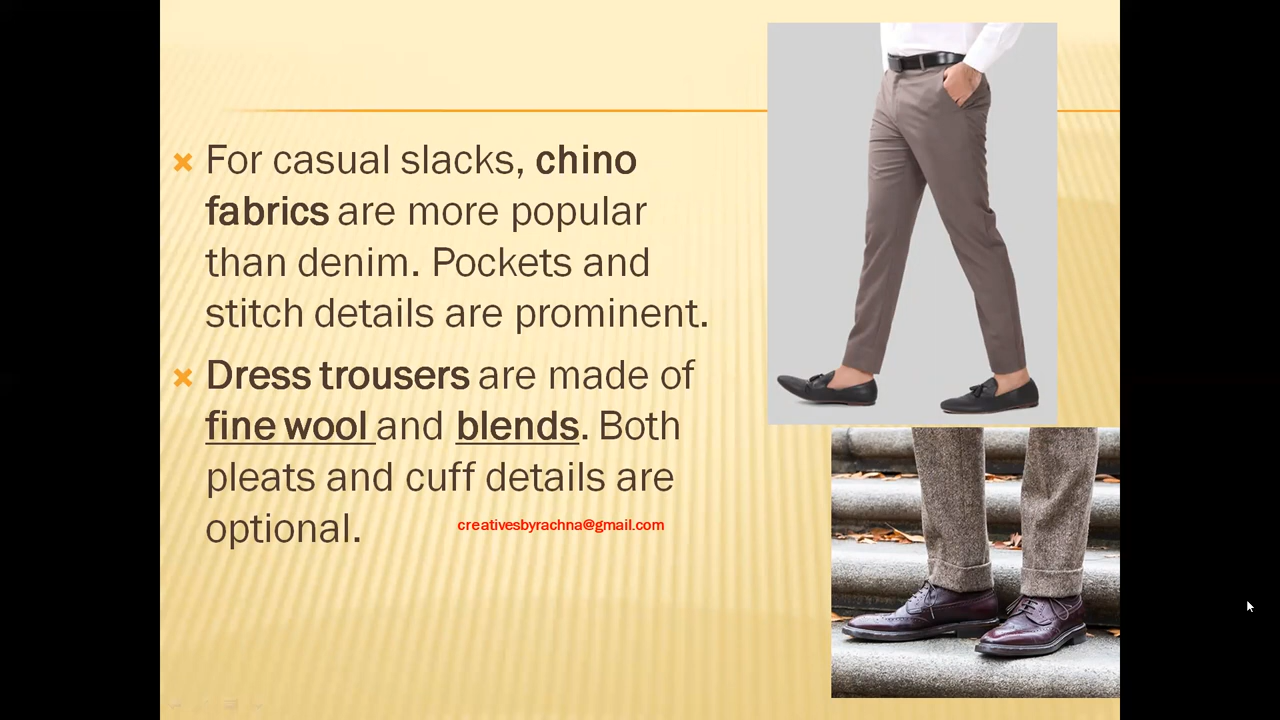 For casual slacks, chino
fabrics are more popular
than denim. Pockets and
stitch details are prominent.
Dress trousers are made of
fine wool and blends. Both
pleats and cuff details are
optional.
creativesbyrachna@gmail.com